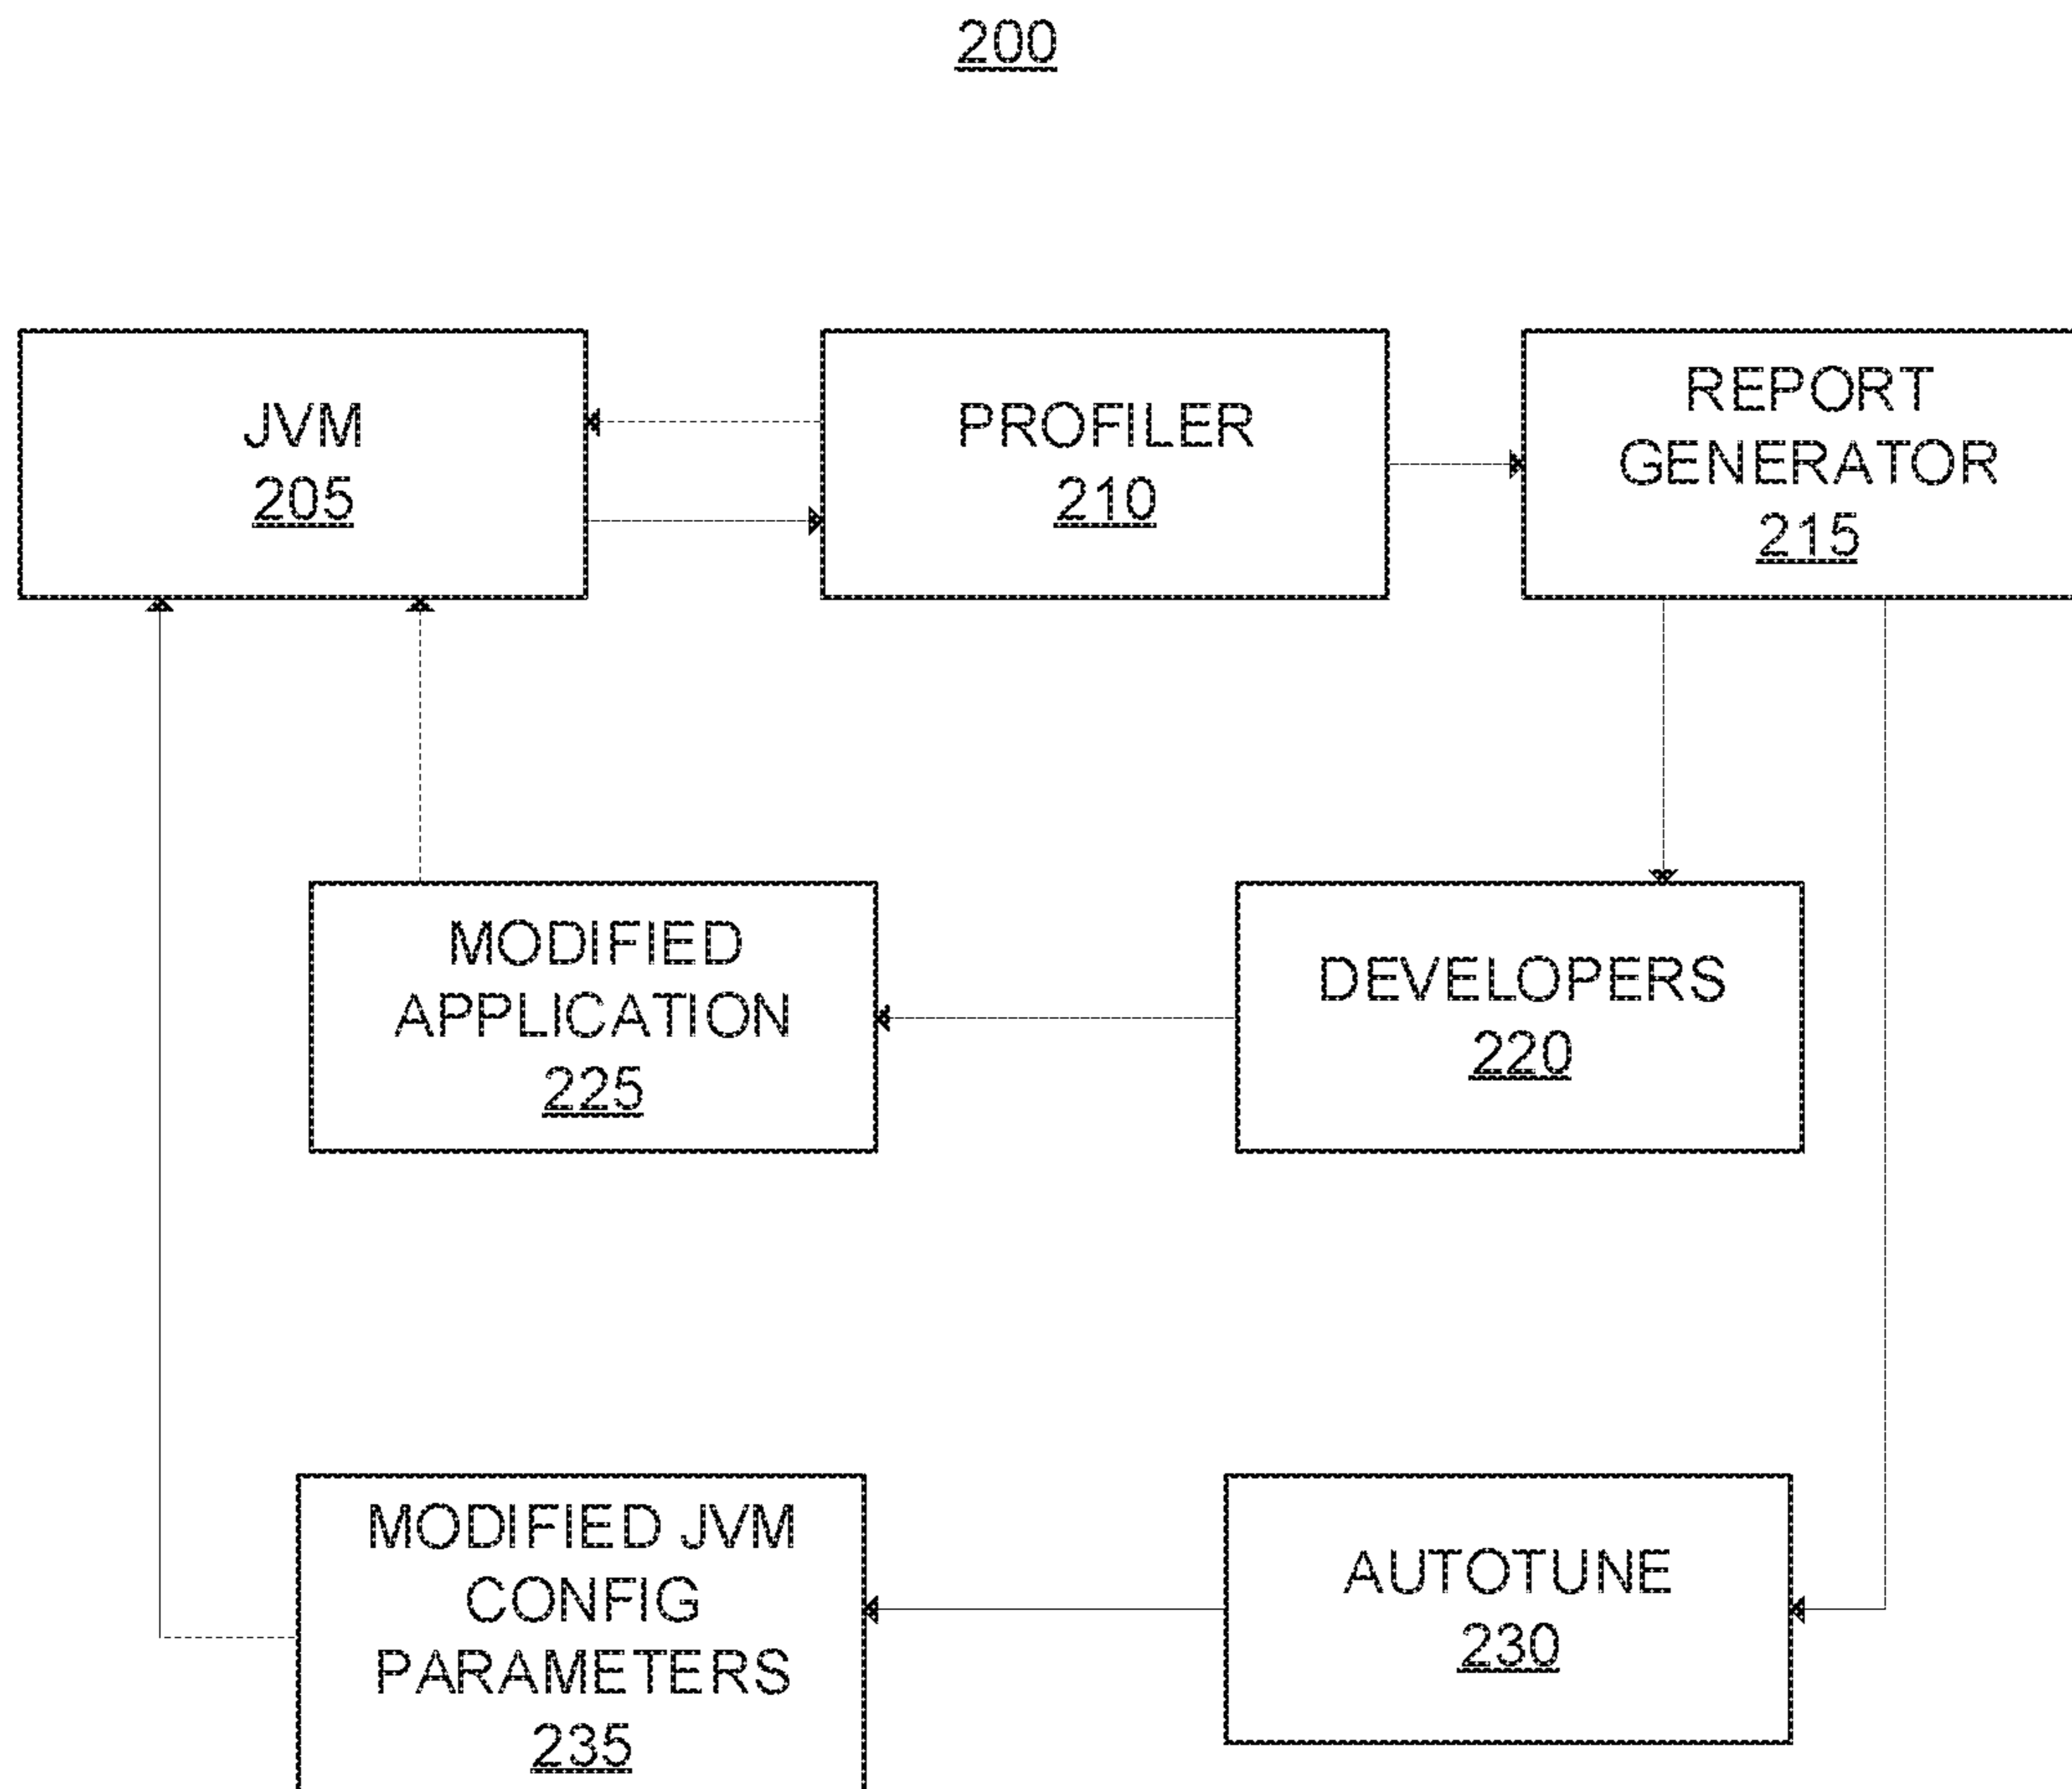 200
JVM
205
PROFILER
210
REPORT
GENERATOR
215
MODIFIED
APPLICATION
225
DEVELOPERS
220
MODIFIED JVM
CONFIG
PARAMETERS
235
AUTOTUNE
230